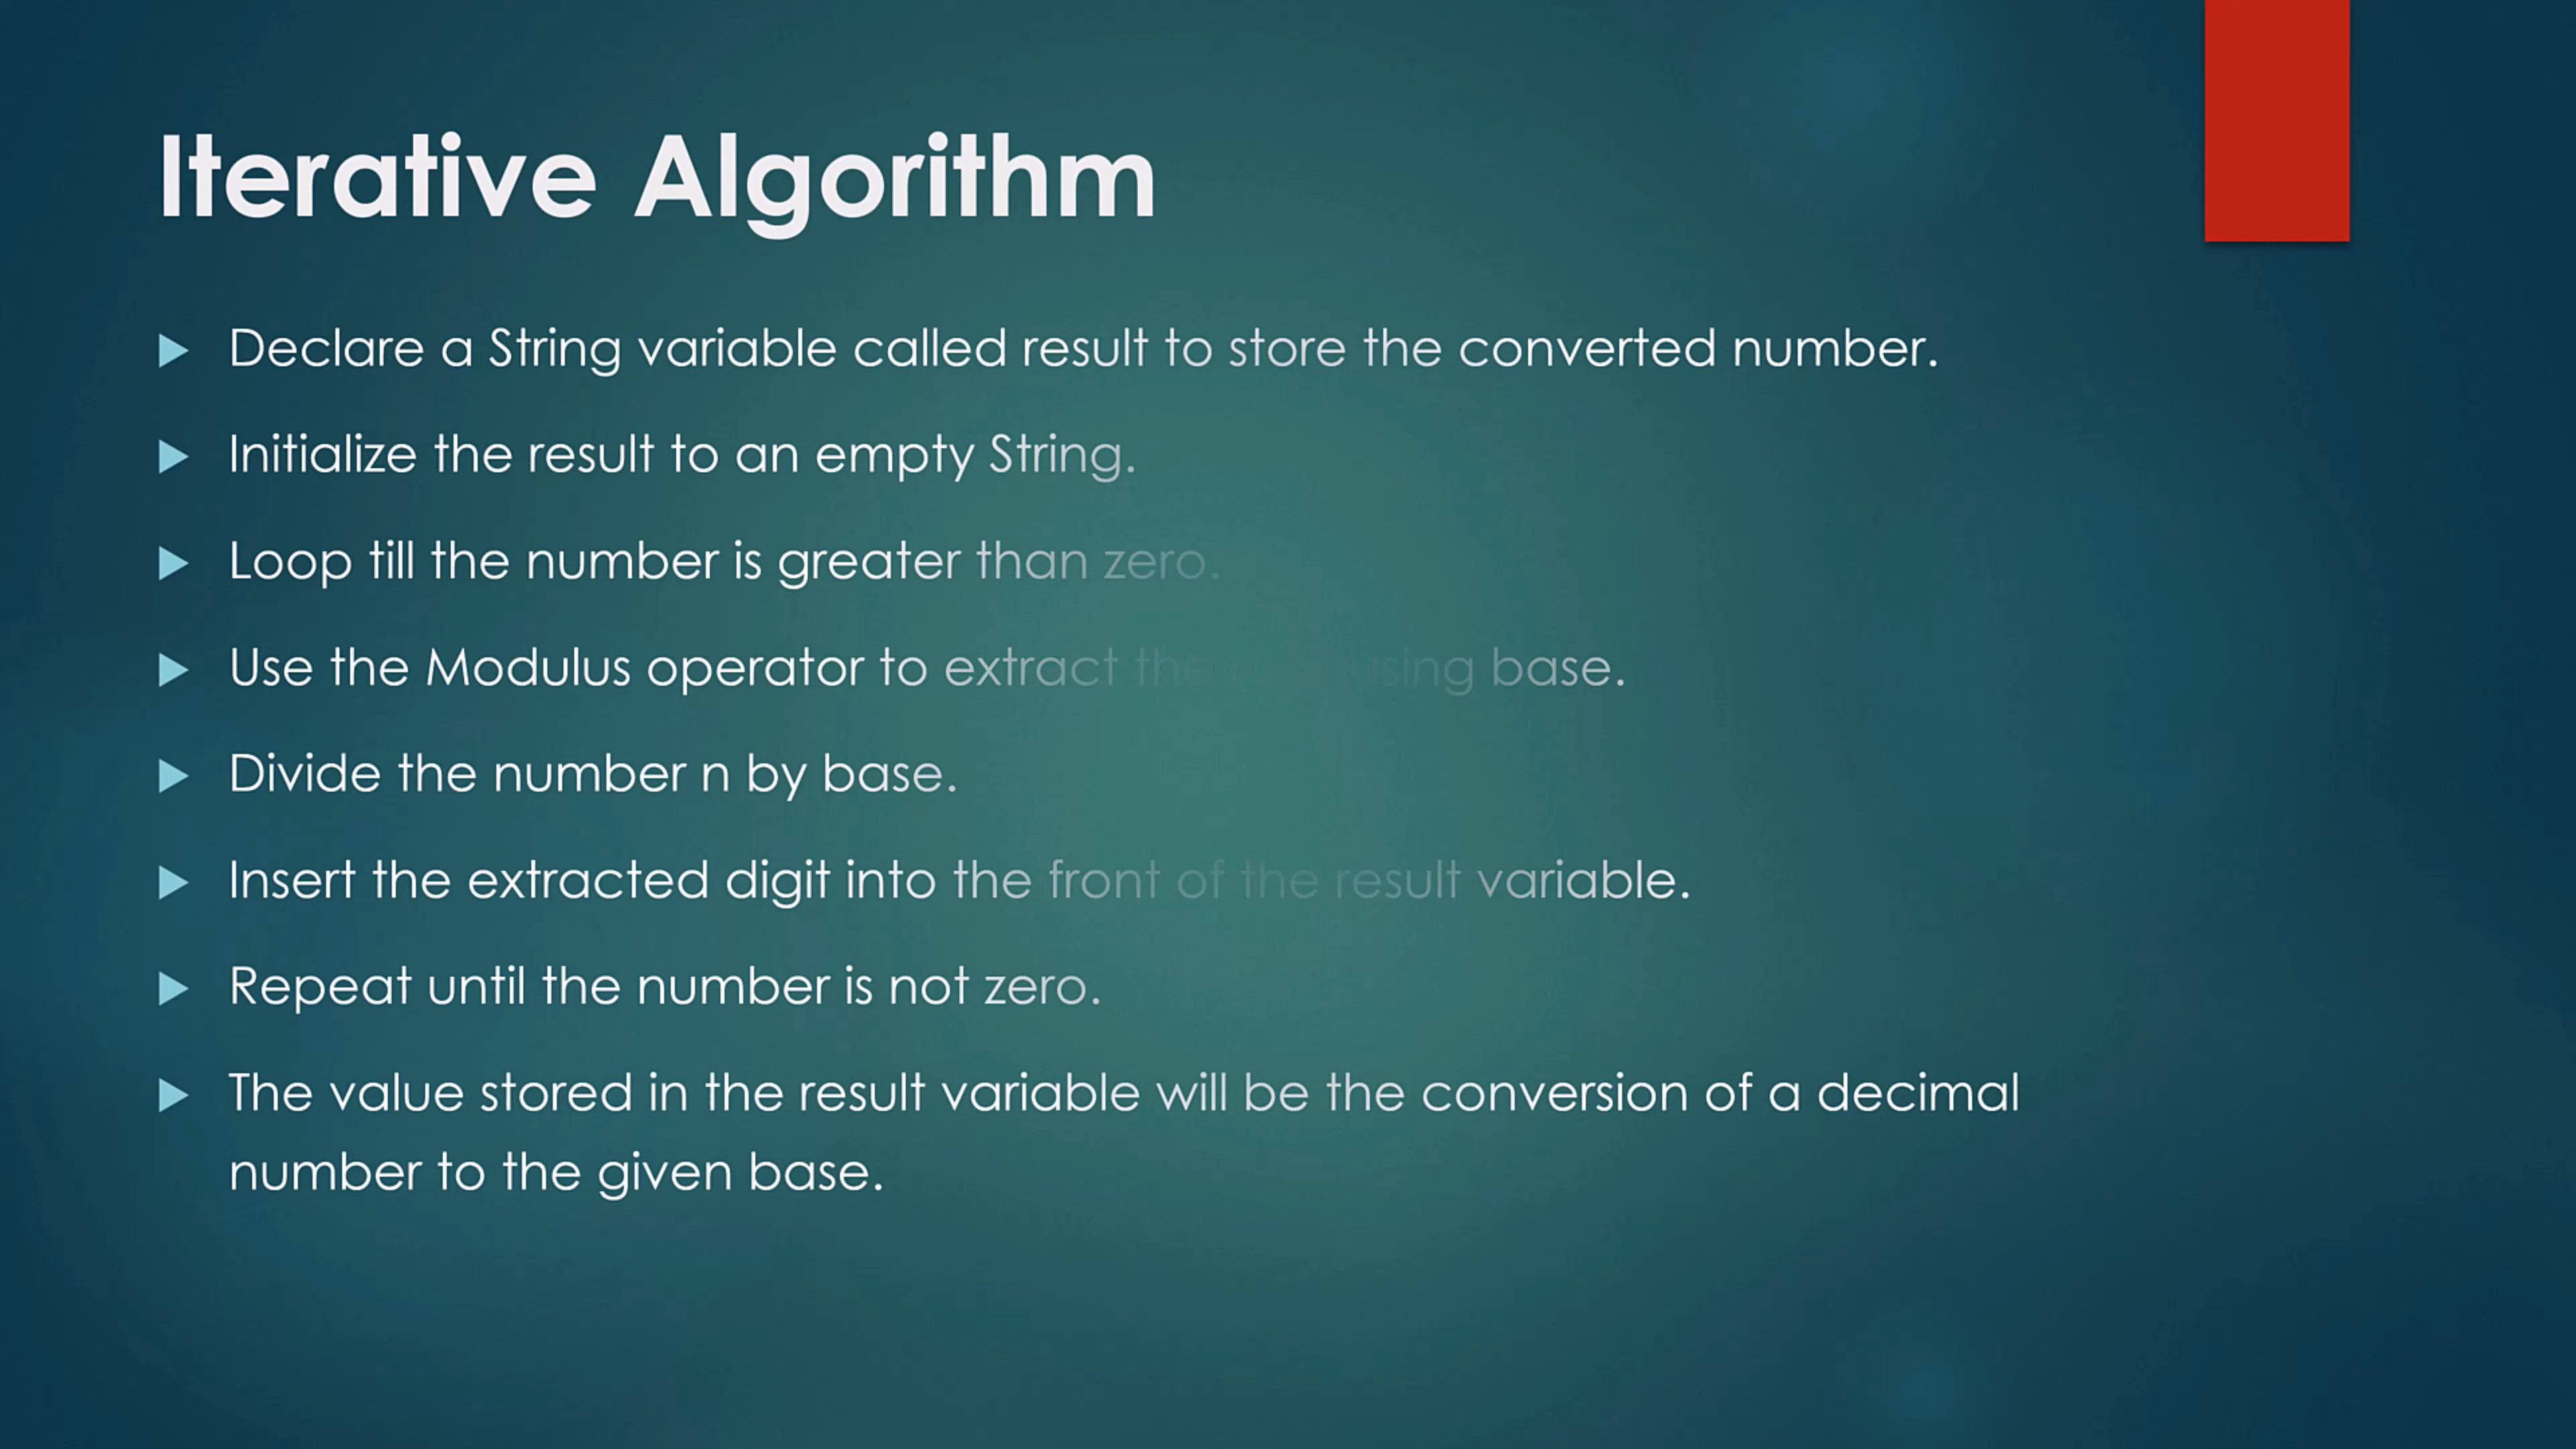 Iterative Algorithm
Declare a String variable called result to store the converted number.
Initialize the result to an empty String.
Loop till the number is greater than zero.
Use the Modulus operator to extract the using base.
Divide the number n by base.
Insert the extracted digit into the front of the result variable.
Repeat until the number is not zero.
The value stored in the result variable will be the conversion of a decimal
number to the given base.